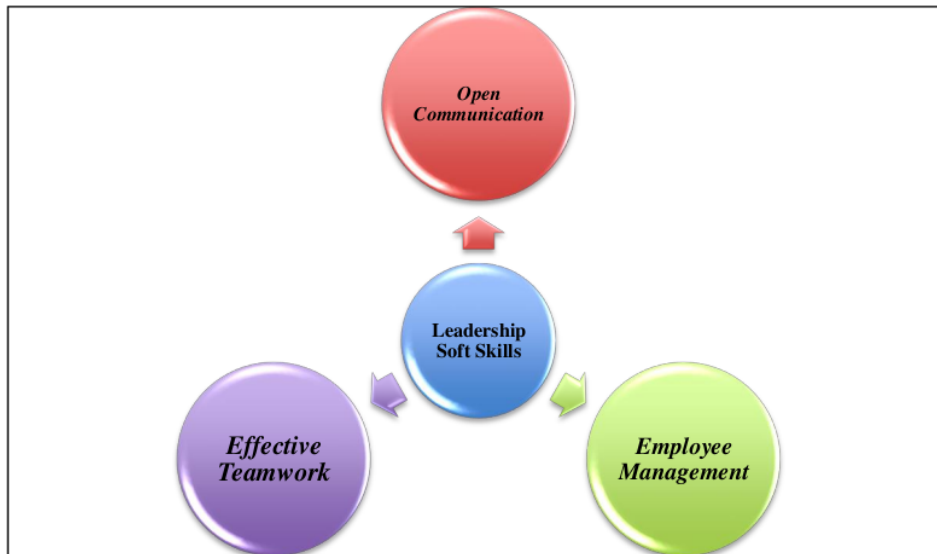 Open
Communication
Leadership
Soft Skills
Effective
Teamwork
Employee
Management